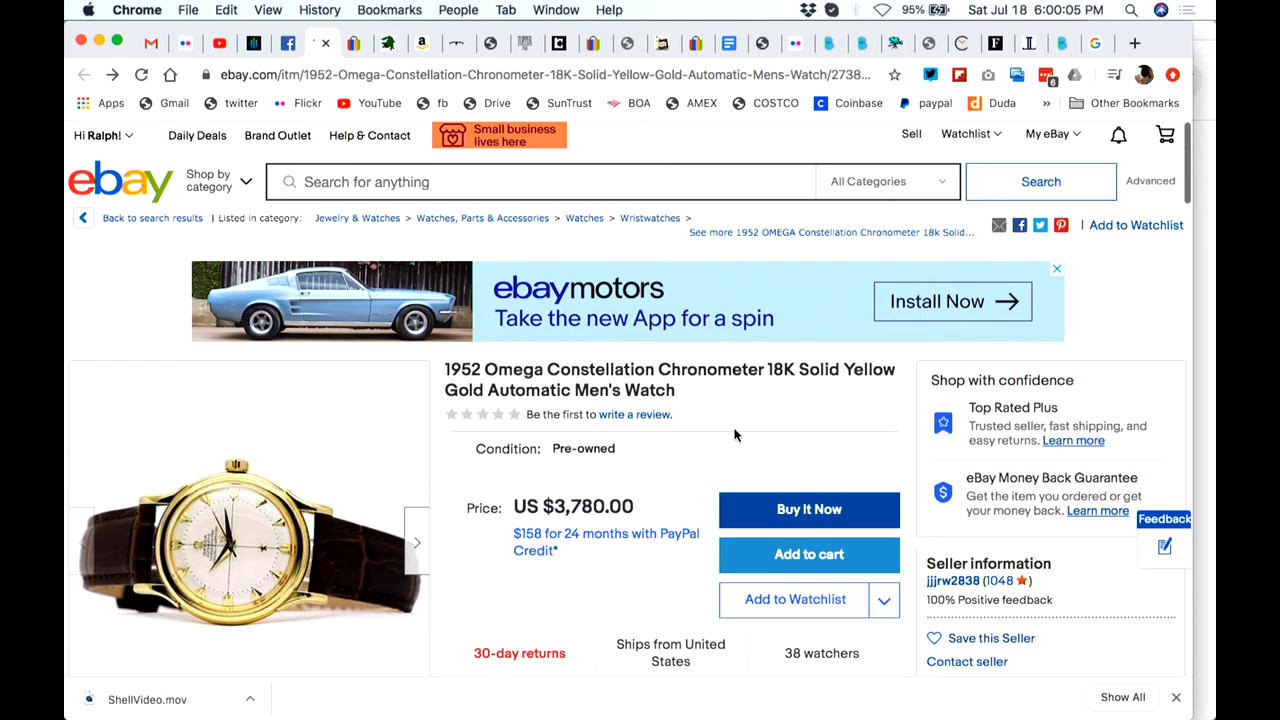 Chrome File Edit View History Bookmarks People Tab Window Help 95% Sat Jul 18 6:00:05 PM
ebay.com/itm/1952-Omega-Constellation-Chronometer-18K-Solid-Yellow-Gold-Automatic-Mens-Watch/2738... 6
Apps Gmail twitter Flickr YouTube fb Drive SunTrust BOA AMEX COSTCO Coinbase paypal Duda » Other Bookmarks
Hi Ralph! Daily Deals Brand Outlet Help & Contact Small business lives here Sell Watchlist My eBay
ebay Shop by category Search for anything All Categories Search Advanced
Back to search results | Listed in category: Jewelry & Watches > Watches, Parts & Accessories > Watches > Wristwatches >
See more 1952 OMEGA Constellation Chronometer 18k Solid... | Add to Watchlist
ebay motors
Take the new App for a spin
Install Now
1952 Omega Constellation Chronometer 18K Solid Yellow
Gold Automatic Men's Watch
Be the first to write a review.
Condition: Pre-owned
Price: US $3,780.00
$158 for 24 months with PayPal
Credit*
Buy It Now
Add to cart
Add to Watchlist
30-day returns
Ships from United
States
38 watchers
Shop with confidence
Top Rated Plus
Trusted seller, fast shipping, and
easy returns. Learn more
eBay Money Back Guarantee
Get the item you ordered or get
your money back. Learn more
Feedback
Seller information
jjjrw2838 (1048)
100% Positive feedback
Save this Seller
Contact seller
ShellVideo.mov
Show All